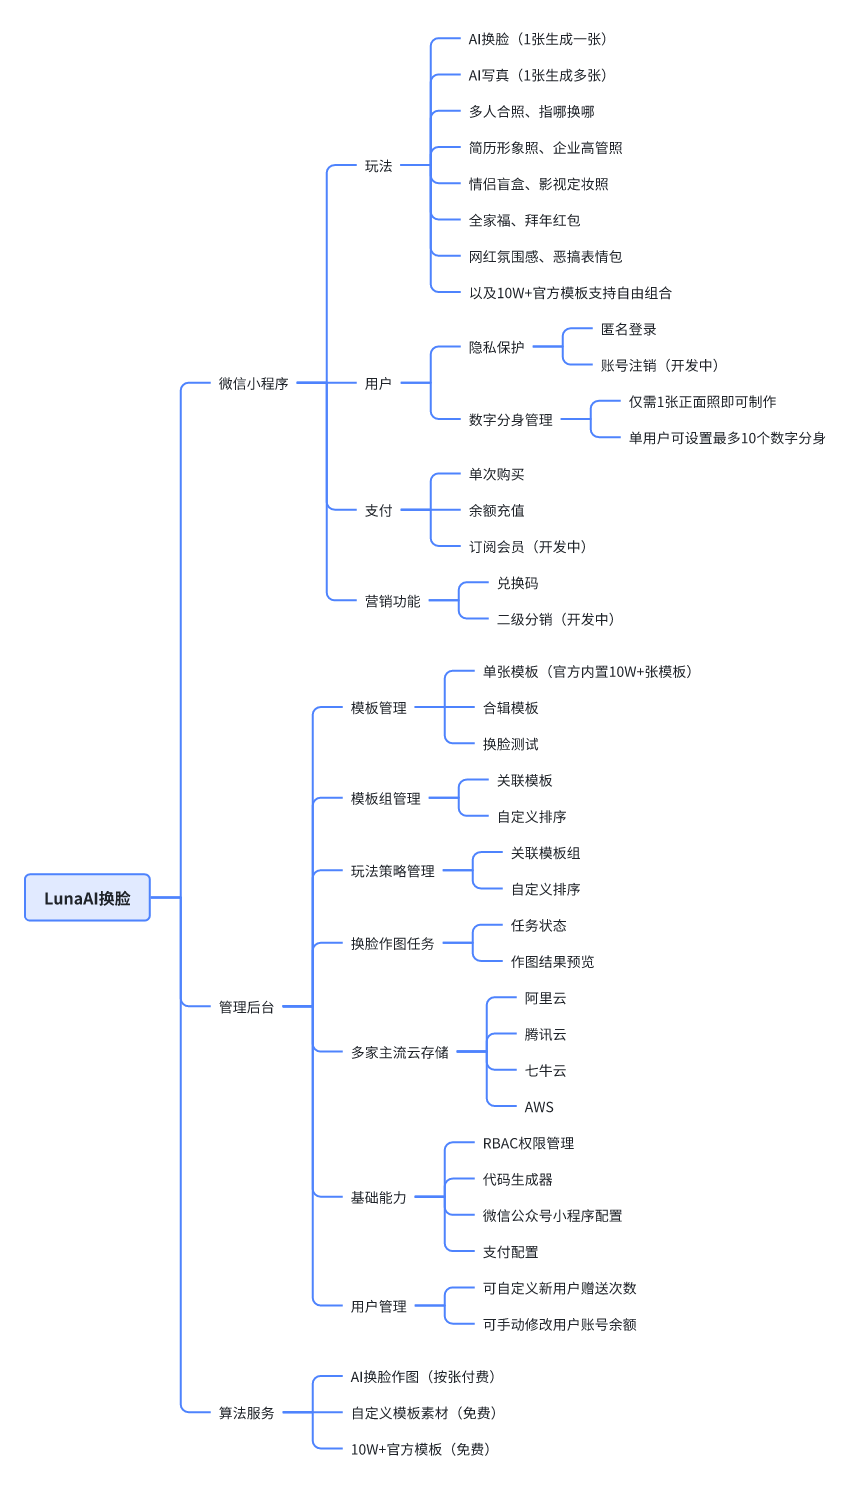 AI换脸（1张生成一张）
AI写真（1张生成多张）
多人合照、指哪换哪
简历形象照、企业高管照
玩法
情侣盲盒、影视定妆照
全家福、拜年红包
网红氛围感、恶搞表情包
以及10W+官方模板支持自由组合
匿名登录
隐私保护
账号注销（开发中）
微信小程序
用户
仅需1张正面照即可制作
数字分身管理
单用户可设置最多10个数字分身
单次购买
支付
余额充值
订阅会员（开发中）
兑换码
营销功能
二级分销（开发中）
单张模板（官方内置10W+张模板）
模板管理
合辑模板
换脸测试
关联模板
模板组管理
自定义排序
关联模板组
玩法策略管理
自定义排序
LunaAI换脸
任务状态
换脸作图任务
作图结果预览
管理后台
阿里云
腾讯云
多家主流云存储
七牛云
AWS
RBAC权限管理
代码生成器
基础能力
微信公众号小程序配置
支付配置
可自定义新用户赠送次数
用户管理
可手动修改用户账号余额
AI换脸作图（按张付费）
算法服务
自定义模板素材（免费）
10W+官方模板（免费）